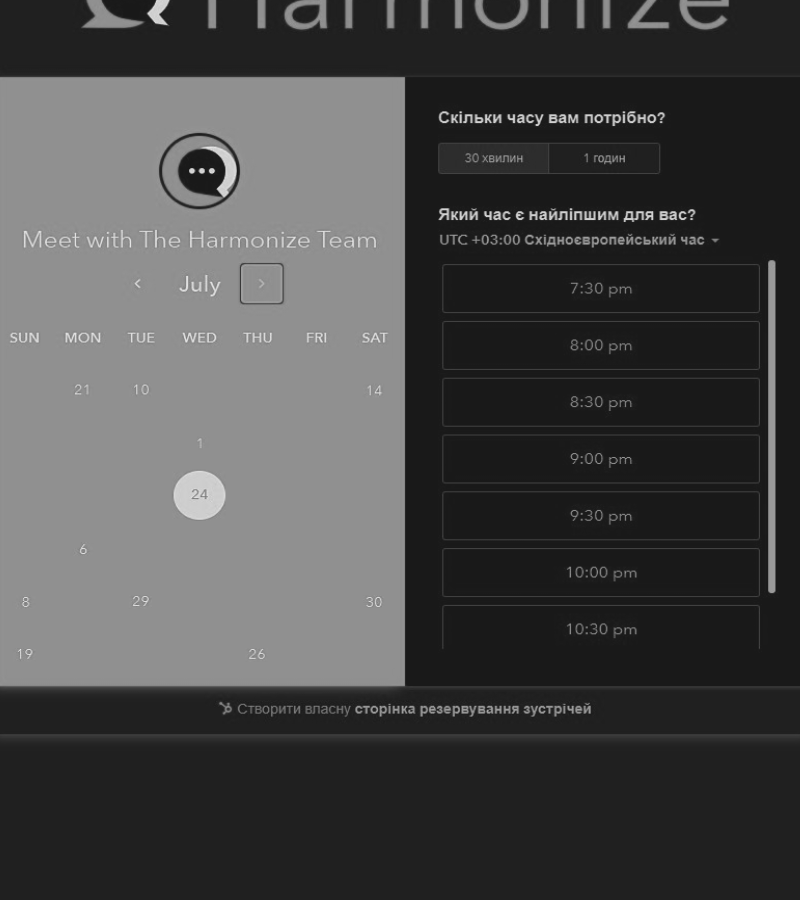 Harmonize
Meet with The Harmonize Team
July
SUN MON TUE WED THU FRI SAT
21 10 14
1
24
6
8 29 30
19 26
Скільки часу вам потрібно?
30 хвилин 1 годин
Який час є найліпшим для вас?
UTC +03:00 Східноєвропейський час
7:30 pm
8:00 pm
8:30 pm
9:00 pm
9:30 pm
10:00 pm
10:30 pm
Створити власну сторінка резервування зустрічей